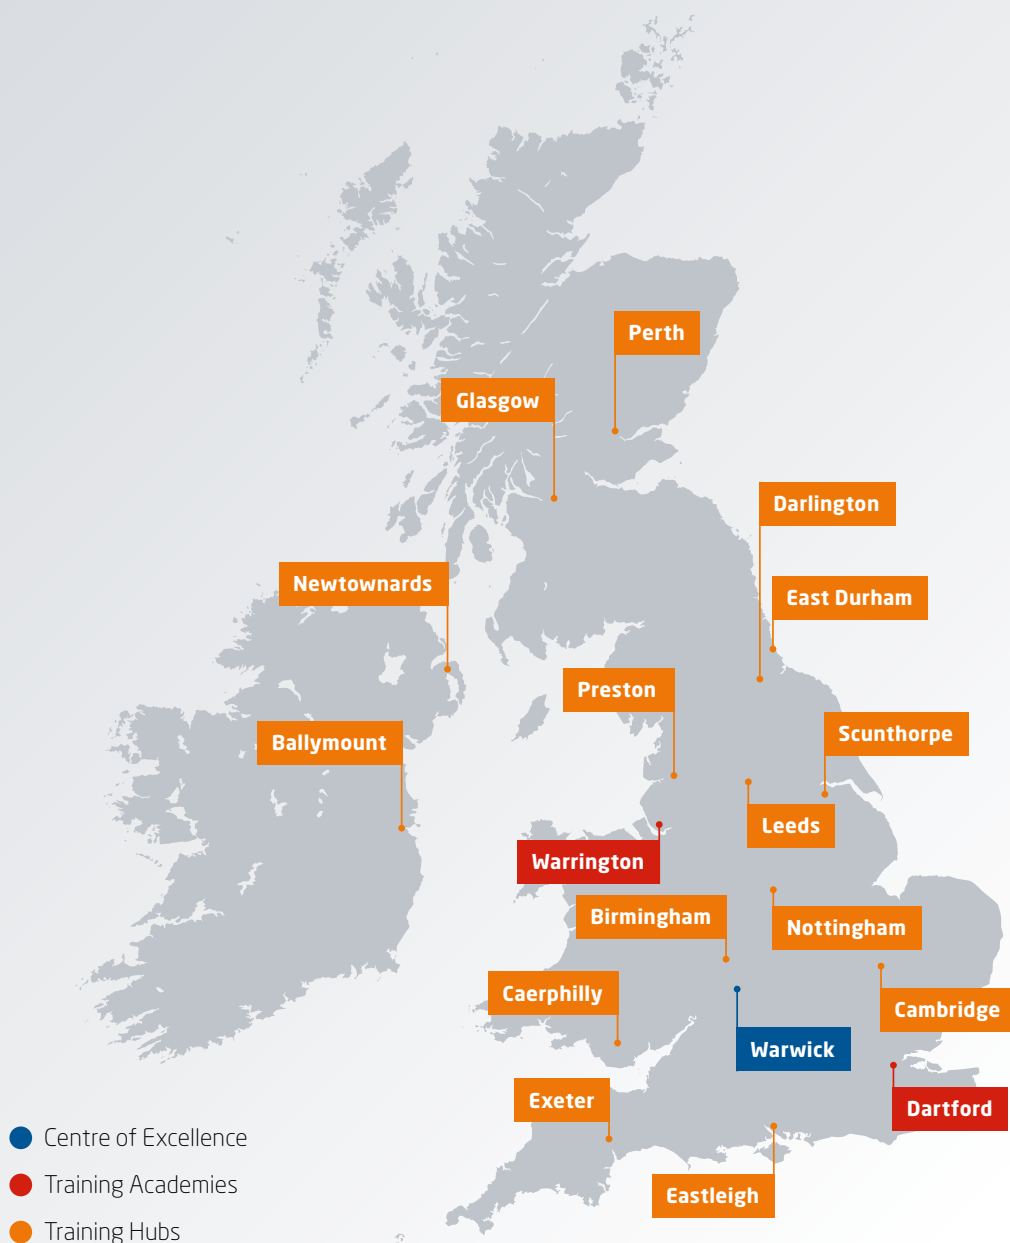 Perth
Glasgow
Darlington
Newtownards
East Durham
Preston
Scunthorpe
Ballymount
Leeds
Warrington
Birmingham
Nottingham
Caerphilly
Cambridge
Warwick
Exeter
Dartford
Centre of Excellence
Training Academies
Eastleigh
Training Hubs